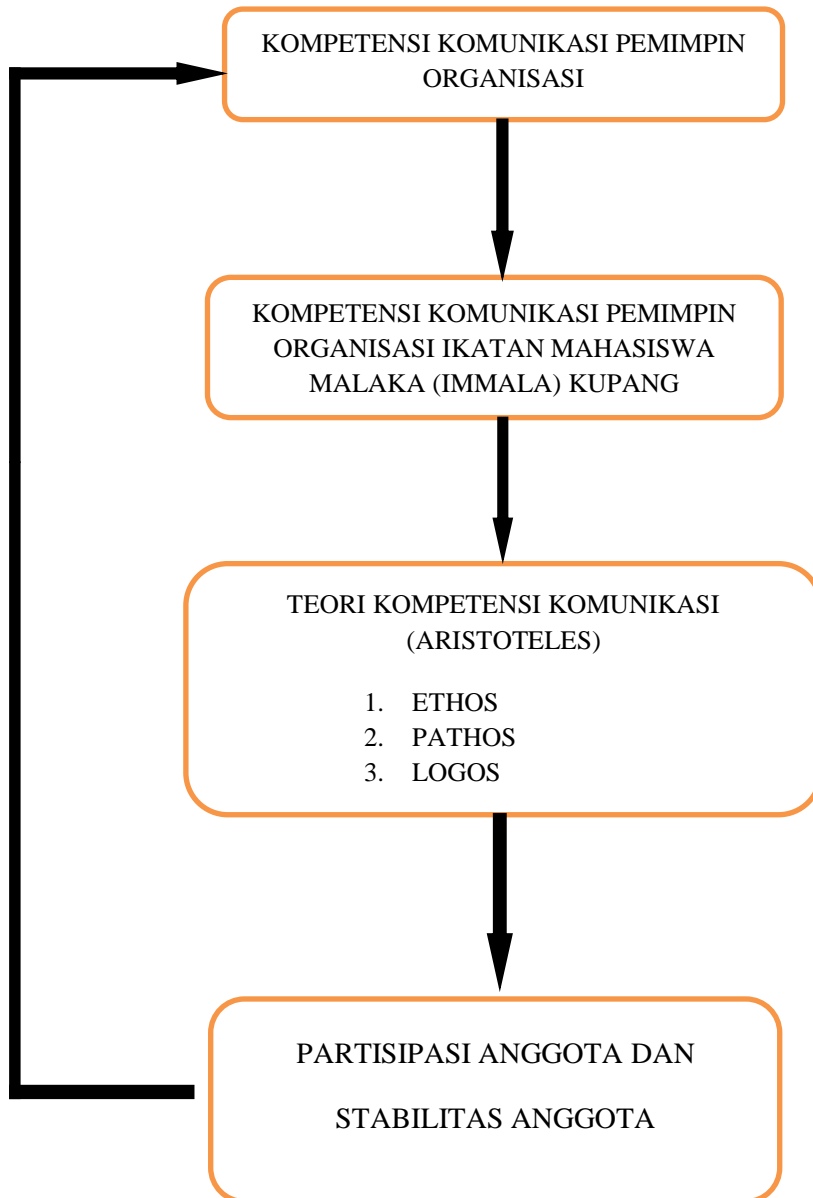 KOMPETENSI KOMUNIKASI PEMIMPIN
ORGANISASI
KOMPETENSI KOMUNIKASI PEMIMPIN
ORGANISASI IKATAN MAHASISWA
MALAKA (IMMALA) KUPANG
TEORI KOMPETENSI KOMUNIKASI
(ARISTOTELES)
1. ETHOS
2. PATHOS
3. LOGOS
PARTISIPASI ANGGOTA DAN
STABILITAS ANGGOTA